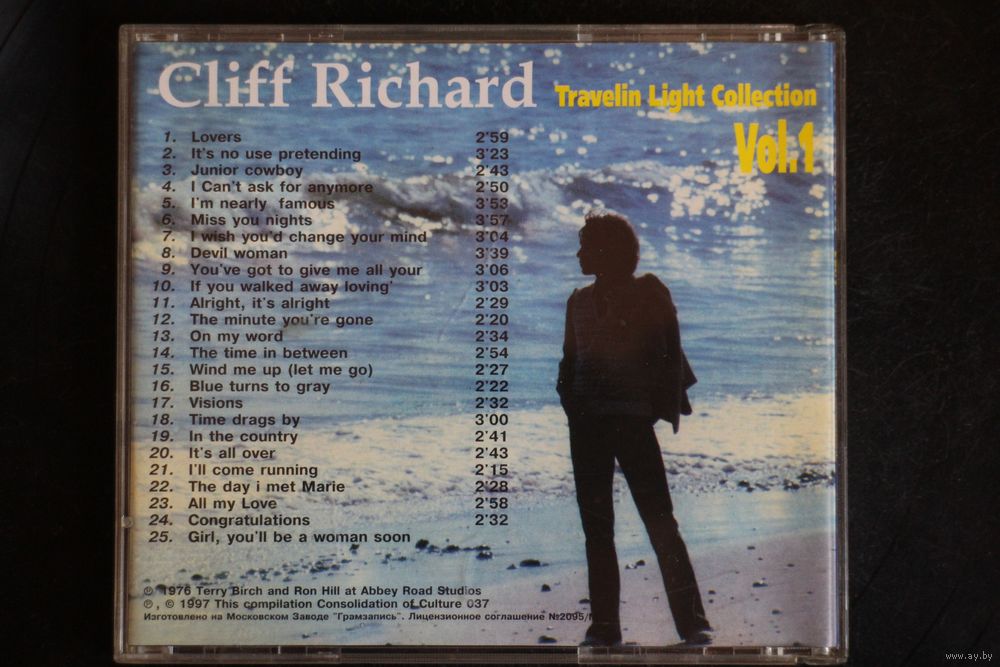 Cliff Richard Travelin Light Collection
Vol.1
1. Lovers 2'59
2. It's no use pretending 3'23
3. Junior cowboy 2'43
4. I Can't ask for anymore 2'50
5. I'm nearly famous 3'53
6. Miss you nights 3'57
7. I wish you'd change your mind 3'04
8. Devil woman 3'39
9. You've got to give me all your 3'06
10. If you walked away loving' 3'03
11. Alright, it's alright 2'29
12. The minute you're gone 2'20
13. On my word 2'34
14. The time in between 2'54
15. Wind me up (let me go) 2'27
16. Blue turns to gray 2'22
17. Visions 2'32
18. Time drags by 3'00
19. In the country 2'41
20. It's all over 2'43
21. I'll come running 2'15
22. The day i met Marie 2'28
23. All my Love 2'58
24. Congratulations 2'32
25. Girl, you'll be a woman soon
℗ 1976 Terry Birch and Ron Hill at Abbey Road Studios
℗, © 1997 This compilation Consolidation of Culture 037
Изготовлено на Московском Заводе "Грамзапись". Лицензионное соглашение
www.ay.by